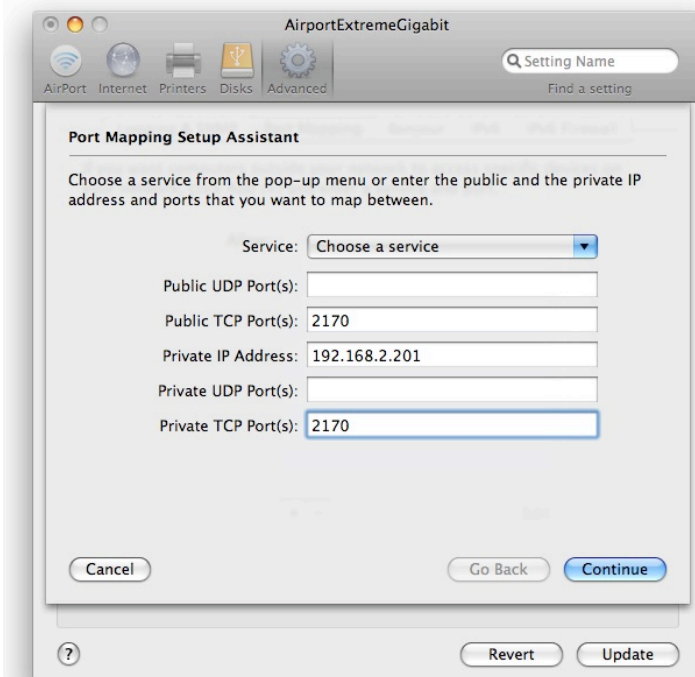 AirportExtremeGigabit
Setting Name
AirPort Internet Printers Disks Advanced
Find a setting
Port Mapping Setup Assistant
Choose a service from the pop-up menu or enter the public and the private IP
address and ports that you want to map between.
Service: Choose a service
Public UDP Port(s):
Public TCP Port(s): 2170
Private IP Address: 192.168.2.201
Private UDP Port(s):
Private TCP Port(s): 2170
Cancel Go Back Continue
? Revert Update